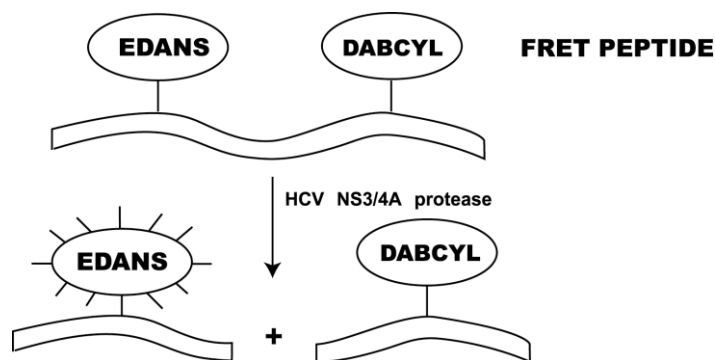 EDANS
DABCYL
FRET PEPTIDE
HCV NS3/4A protease
EDANS
DABCYL
+